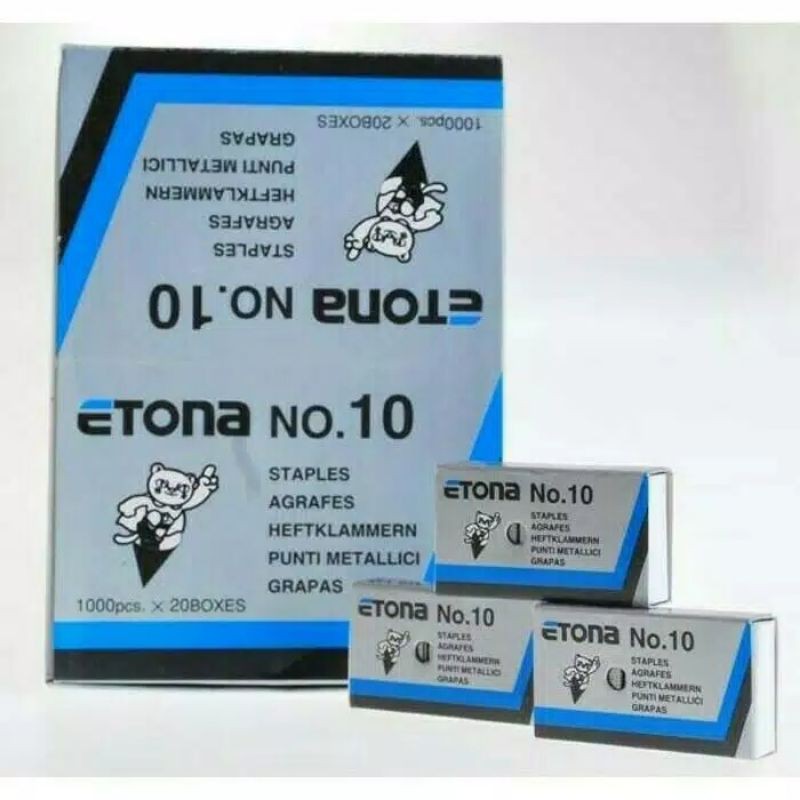 1000pcs. × 20BOXES
GRAPAS
PUNTI METALLICI
HEFTKLAMMERN
AGRAFES
STAPLES
ETONA NO.10
ETONA NO.10
STAPLES
AGRAFES
HEFTKLAMMERN
PUNTI METALLICI
GRAPAS
1000pcs. × 20BOXES
ETONA No.10
STAPLES
AGRAFES
HEFTKLAMMERN
PUNTI METALLICI
GRAPAS
ETONA No.10
STAPLES
AGRAFES
HEFTKLAMMERN
PUNTI METALLICI
GRAPAS
ETONA No.10
STAPLES
AGRAFES
HEFTKLAMMERN
PUNTI METALLICI
GRAPAS